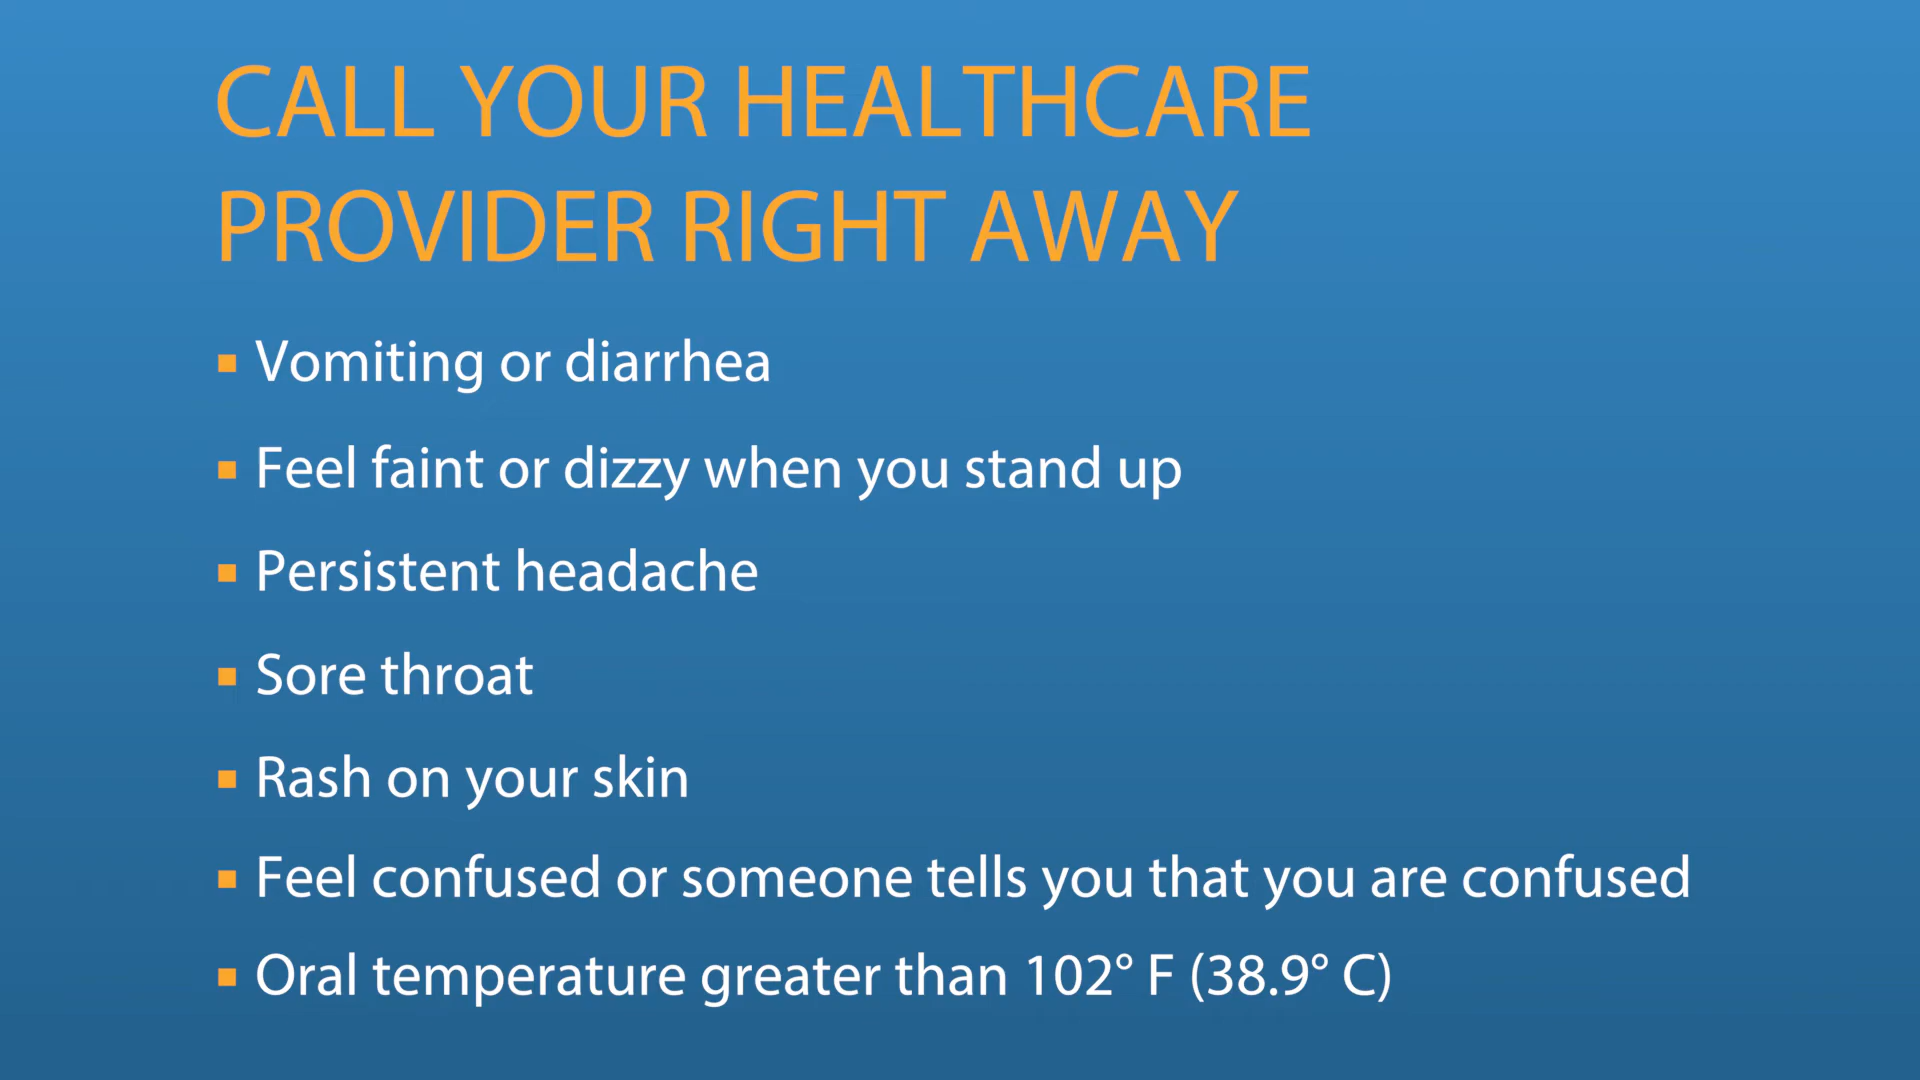 CALL YOUR HEALTHCARE
PROVIDER RIGHT AWAY
▪ Vomiting or diarrhea
▪ Feel faint or dizzy when you stand up
▪ Persistent headache
▪ Sore throat
▪ Rash on your skin
▪ Feel confused or someone tells you that you are confused
▪ Oral temperature greater than 102° F (38.9° C)